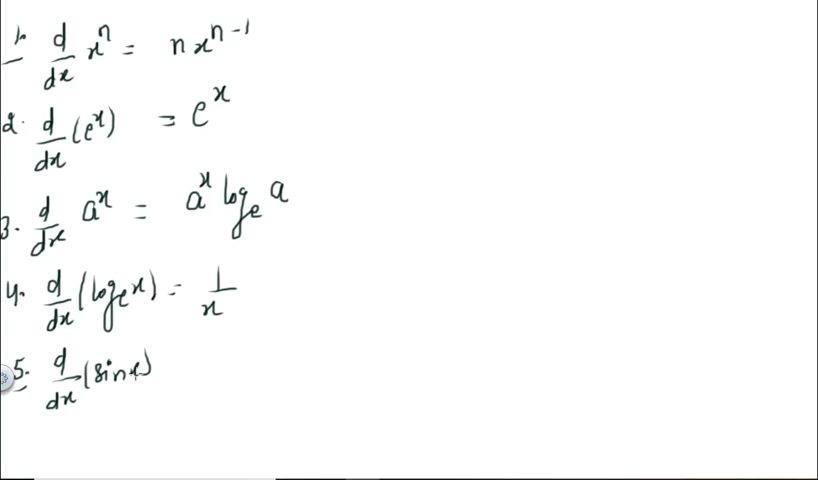 1. d/dx x^n = n x^(n-1)
2. d/dx (e^x) = e^x
3. d/dx a^x = a^x log_e a
4. d/dx (log_e x) = 1/x
5. d/dx (sin x)